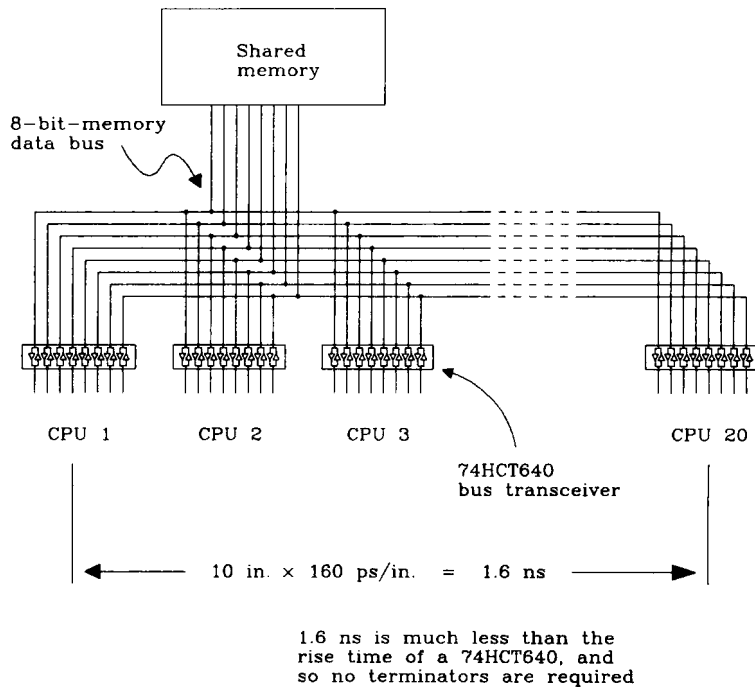 Shared
memory
8-bit-memory
data bus
CPU 1
CPU 2
CPU 3
CPU 20
74HCT640
bus transceiver
10 in. × 160 ps/in. = 1.6 ns
1.6 ns is much less than the
rise time of a 74HCT640, and
so no terminators are required